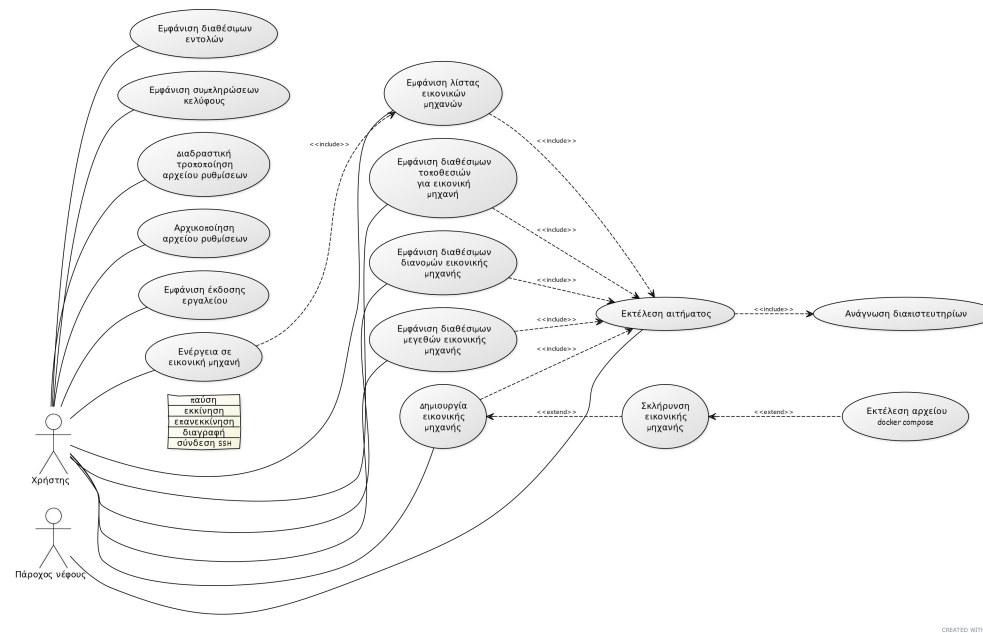 Εμφάνιση διαθέσιμων
εντολών
Εμφάνιση συμπληρώσεων
κελύφους
Διαδραστική
τροποποίηση
αρχείου ρυθμίσεων
Αρχικοποίηση
αρχείου ρυθμίσεων
Εμφάνιση έκδοσης
εργαλείου
Ενέργεια σε
εικονική μηχανή
παύση
εκκίνηση
επανεκκίνηση
διαγραφή
σύνδεση SSH
Χρήστης
Πάροχος νέφους
<<include>>
Εμφάνιση λίστας
εικονικών
μηχανών
Εμφάνιση διαθέσιμων
τοποθεσιών
για εικονική
μηχανή
Εμφάνιση διαθέσιμων
διανομών εικονικής
μηχανής
Εμφάνιση διαθέσιμων
μεγεθών εικονικής
μηχανής
Δημιουργία
εικονικής
μηχανής
<<include>>
<<include>>
<<include>>
<<include>>
<<include>>
<<extend>>
Εκτέλεση αιτήματος
Σκλήρυνση
εικονικής
μηχανής
<<include>>
<<extend>>
Ανάγνωση διαπιστευτηρίων
Εκτέλεση αρχείου
docker compose
CREATED WITH